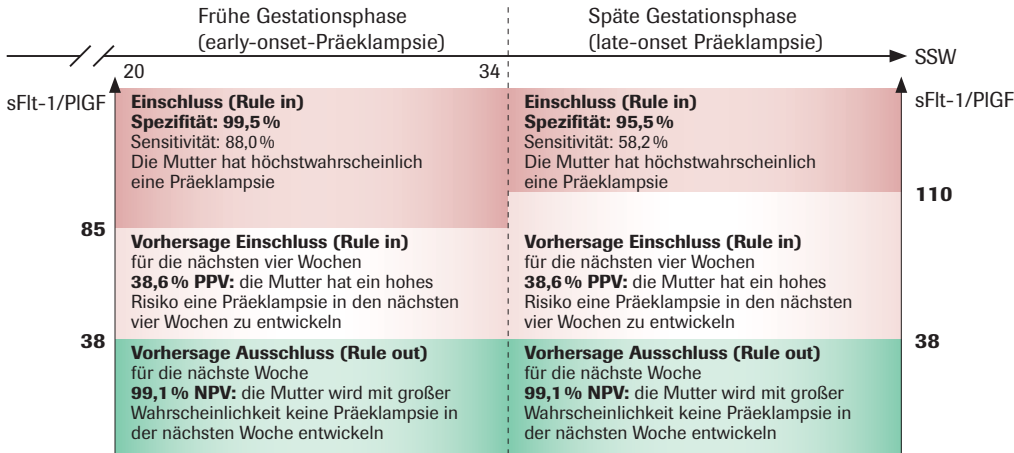 Frühe Gestationsphase
(early-onset-Präeklampsie)
Späte Gestationsphase
(late-onset Präeklampsie)
SSW
20
34
sFlt-1/PlGF
sFlt-1/PlGF
Einschluss (Rule in)
Spezifität: 99,5 %
Sensitivität: 88,0 %
Die Mutter hat höchstwahrscheinlich
eine Präeklampsie
Einschluss (Rule in)
Spezifität: 95,5 %
Sensitivität: 58,2 %
Die Mutter hat höchstwahrscheinlich
eine Präeklampsie
110
85
Vorhersage Einschluss (Rule in)
für die nächsten vier Wochen
38,6 % PPV: die Mutter hat ein hohes
Risiko eine Präeklampsie in den nächsten
vier Wochen zu entwickeln
Vorhersage Einschluss (Rule in)
für die nächsten vier Wochen
38,6 % PPV: die Mutter hat ein hohes
Risiko eine Präeklampsie in den nächsten
vier Wochen zu entwickeln
38
38
Vorhersage Ausschluss (Rule out)
für die nächste Woche
99,1 % NPV: die Mutter wird mit großer
Wahrscheinlichkeit keine Präeklampsie in
der nächsten Woche entwickeln
Vorhersage Ausschluss (Rule out)
für die nächste Woche
99,1 % NPV: die Mutter wird mit großer
Wahrscheinlichkeit keine Präeklampsie in
der nächsten Woche entwickeln